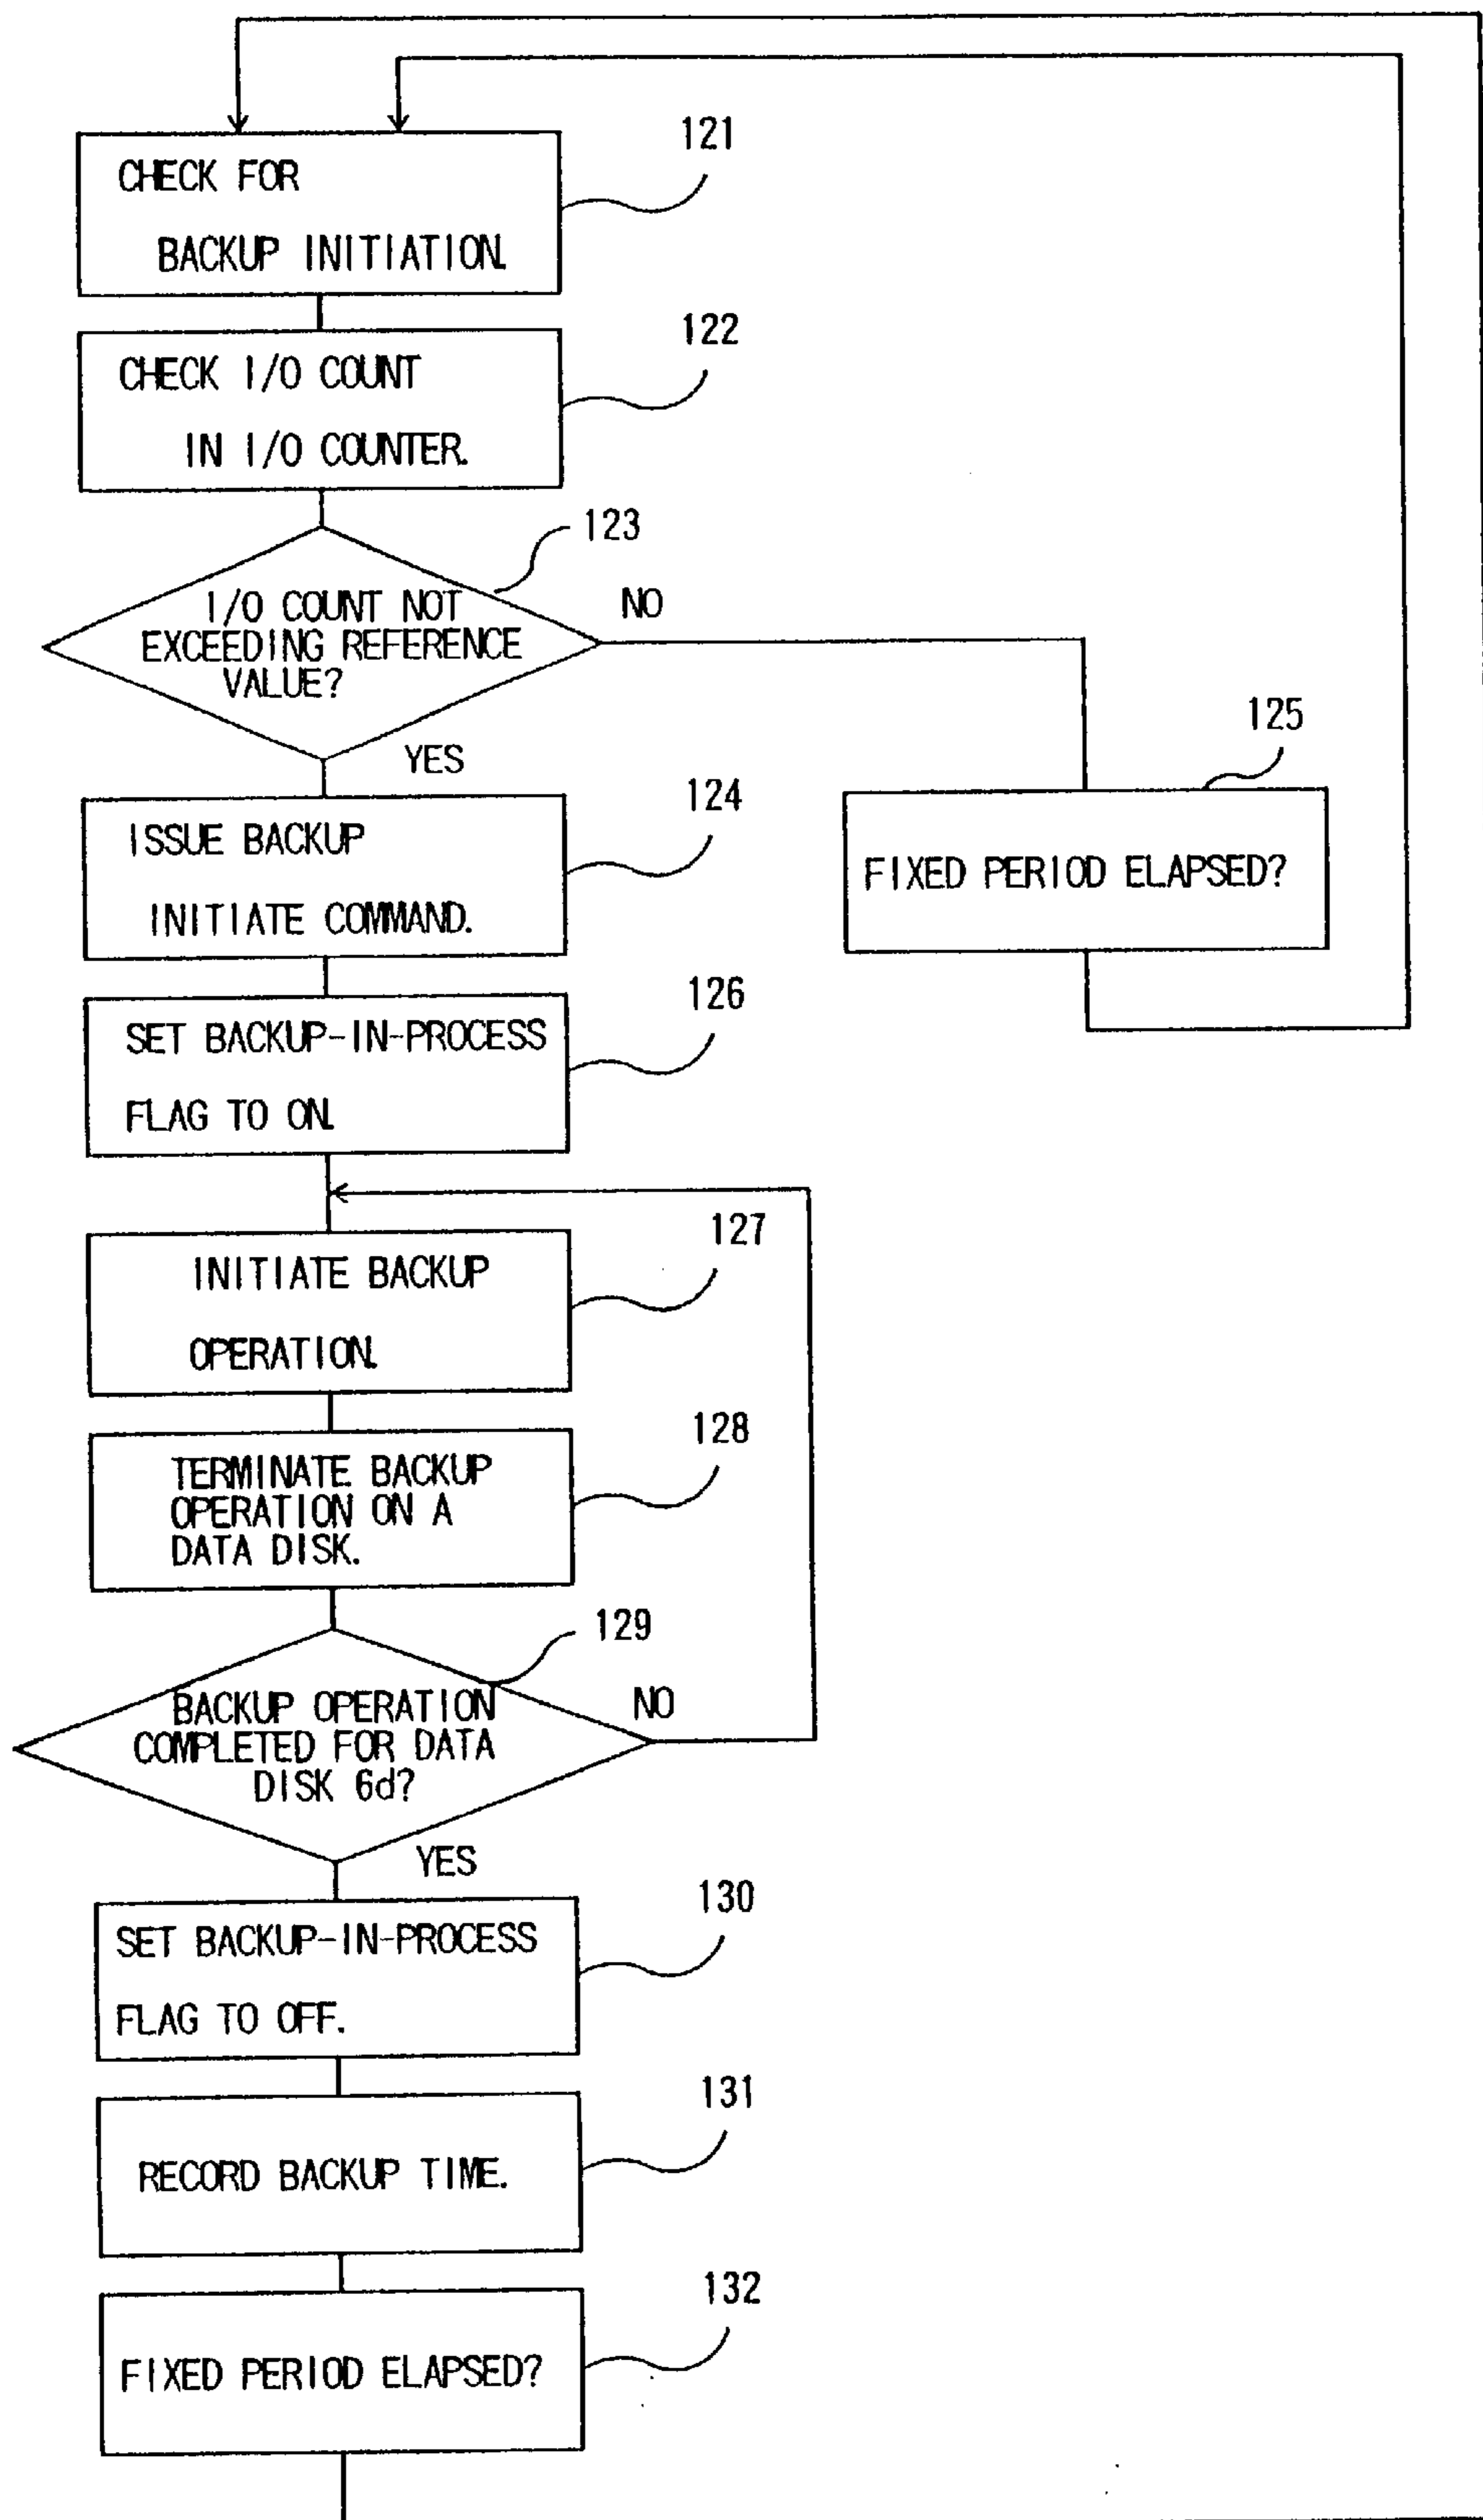 121
CHECK FOR
BACKUP INITIATION.
122
CHECK I/O COUNT
IN I/O COUNTER.
123
I/O COUNT NOT
EXCEEDING REFERENCE
VALUE?
NO
YES
125
FIXED PERIOD ELAPSED?
124
ISSUE BACKUP
INITIATE COMMAND.
126
SET BACKUP-IN-PROCESS
FLAG TO ON.
127
INITIATE BACKUP
OPERATION.
128
TERMINATE BACKUP
OPERATION ON A
DATA DISK.
129
BACKUP OPERATION
COMPLETED FOR DATA
DISK 6d?
NO
YES
130
SET BACKUP-IN-PROCESS
FLAG TO OFF.
131
RECORD BACKUP TIME.
132
FIXED PERIOD ELAPSED?